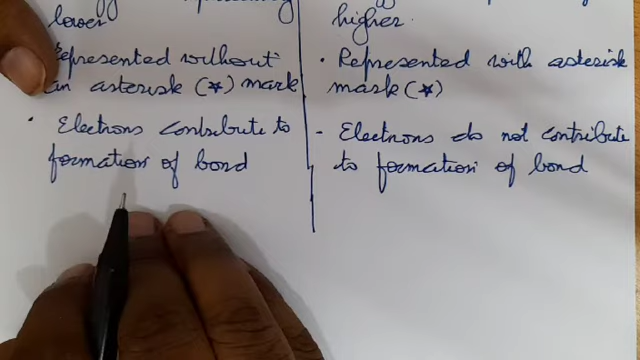 lower
Represented without
an asterisk (*) mark
• Electrons contribute to
formation of bond
higher.
• Represented with asterisk
mark (*)
- Electrons do not contribute
to formation of bond